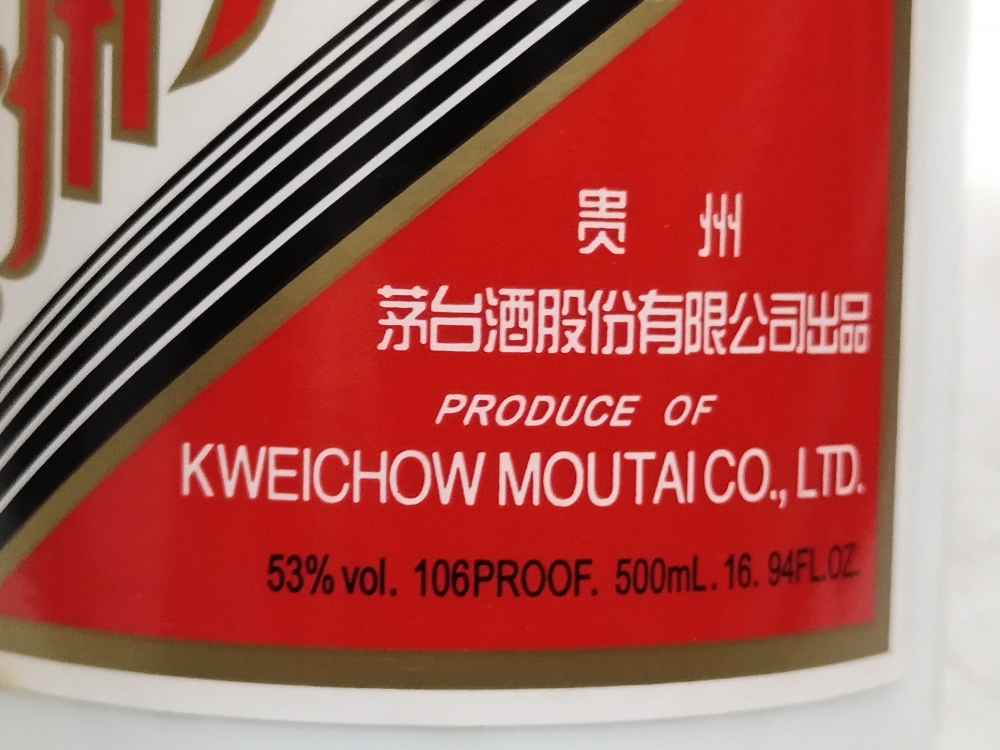 贵州
茅台酒股份有限公司出品
PRODUCE OF
KWEICHOW MOUTAI CO., LTD.
53% vol. 106PROOF. 500mL. 16. 94FL.OZ.